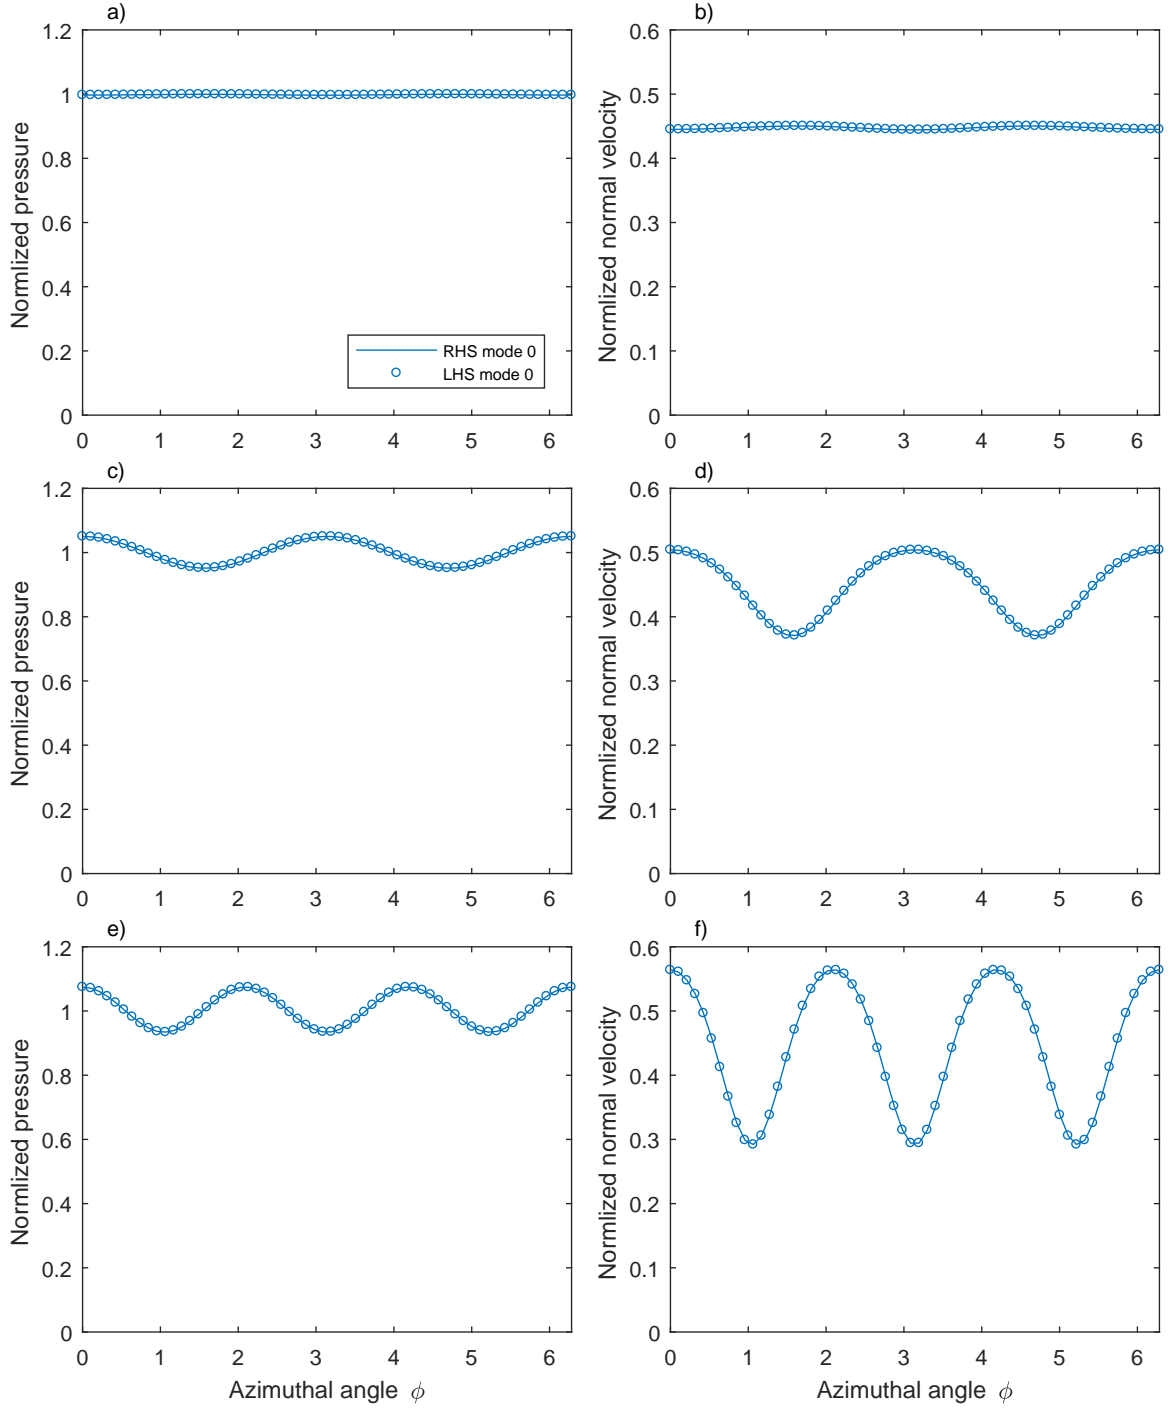 a)
1.2
1
0.8
0.6
0.4
0.2
0
Normlized pressure
RHS mode 0
LHS mode 0
0 1 2 3 4 5 6
b)
0.6
0.5
0.4
0.3
0.2
0.1
0
Normlized normal velocity
0 1 2 3 4 5 6
c)
1.2
1
0.8
0.6
0.4
0.2
0
Normlized pressure
0 1 2 3 4 5 6
d)
0.6
0.5
0.4
0.3
0.2
0.1
0
Normlized normal velocity
0 1 2 3 4 5 6
e)
1.2
1
0.8
0.6
0.4
0.2
0
Normlized pressure
0 1 2 3 4 5 6
Azimuthal angle ϕ
f)
0.6
0.5
0.4
0.3
0.2
0.1
0
Normlized normal velocity
0 1 2 3 4 5 6
Azimuthal angle ϕ